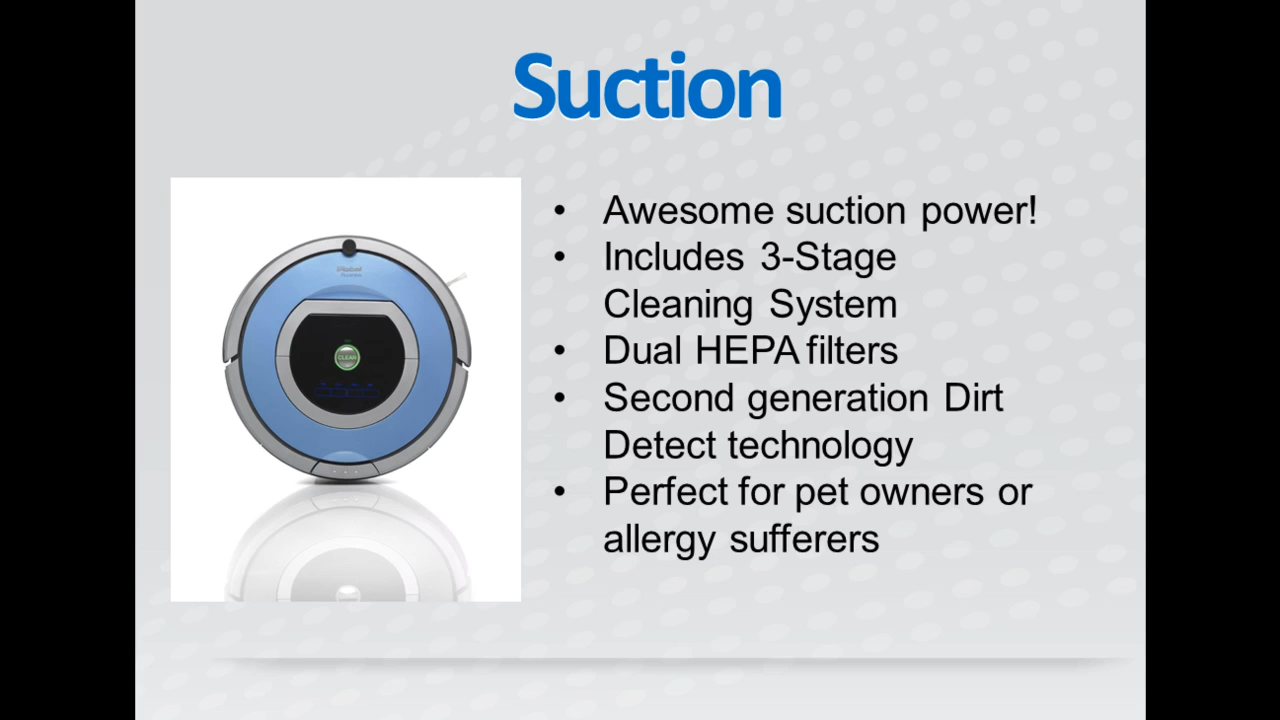 Suction
• Awesome suction power!
• Includes 3-Stage
Cleaning System
• Dual HEPA filters
• Second generation Dirt
Detect technology
• Perfect for pet owners or
allergy sufferers
iRobot
CLEAN